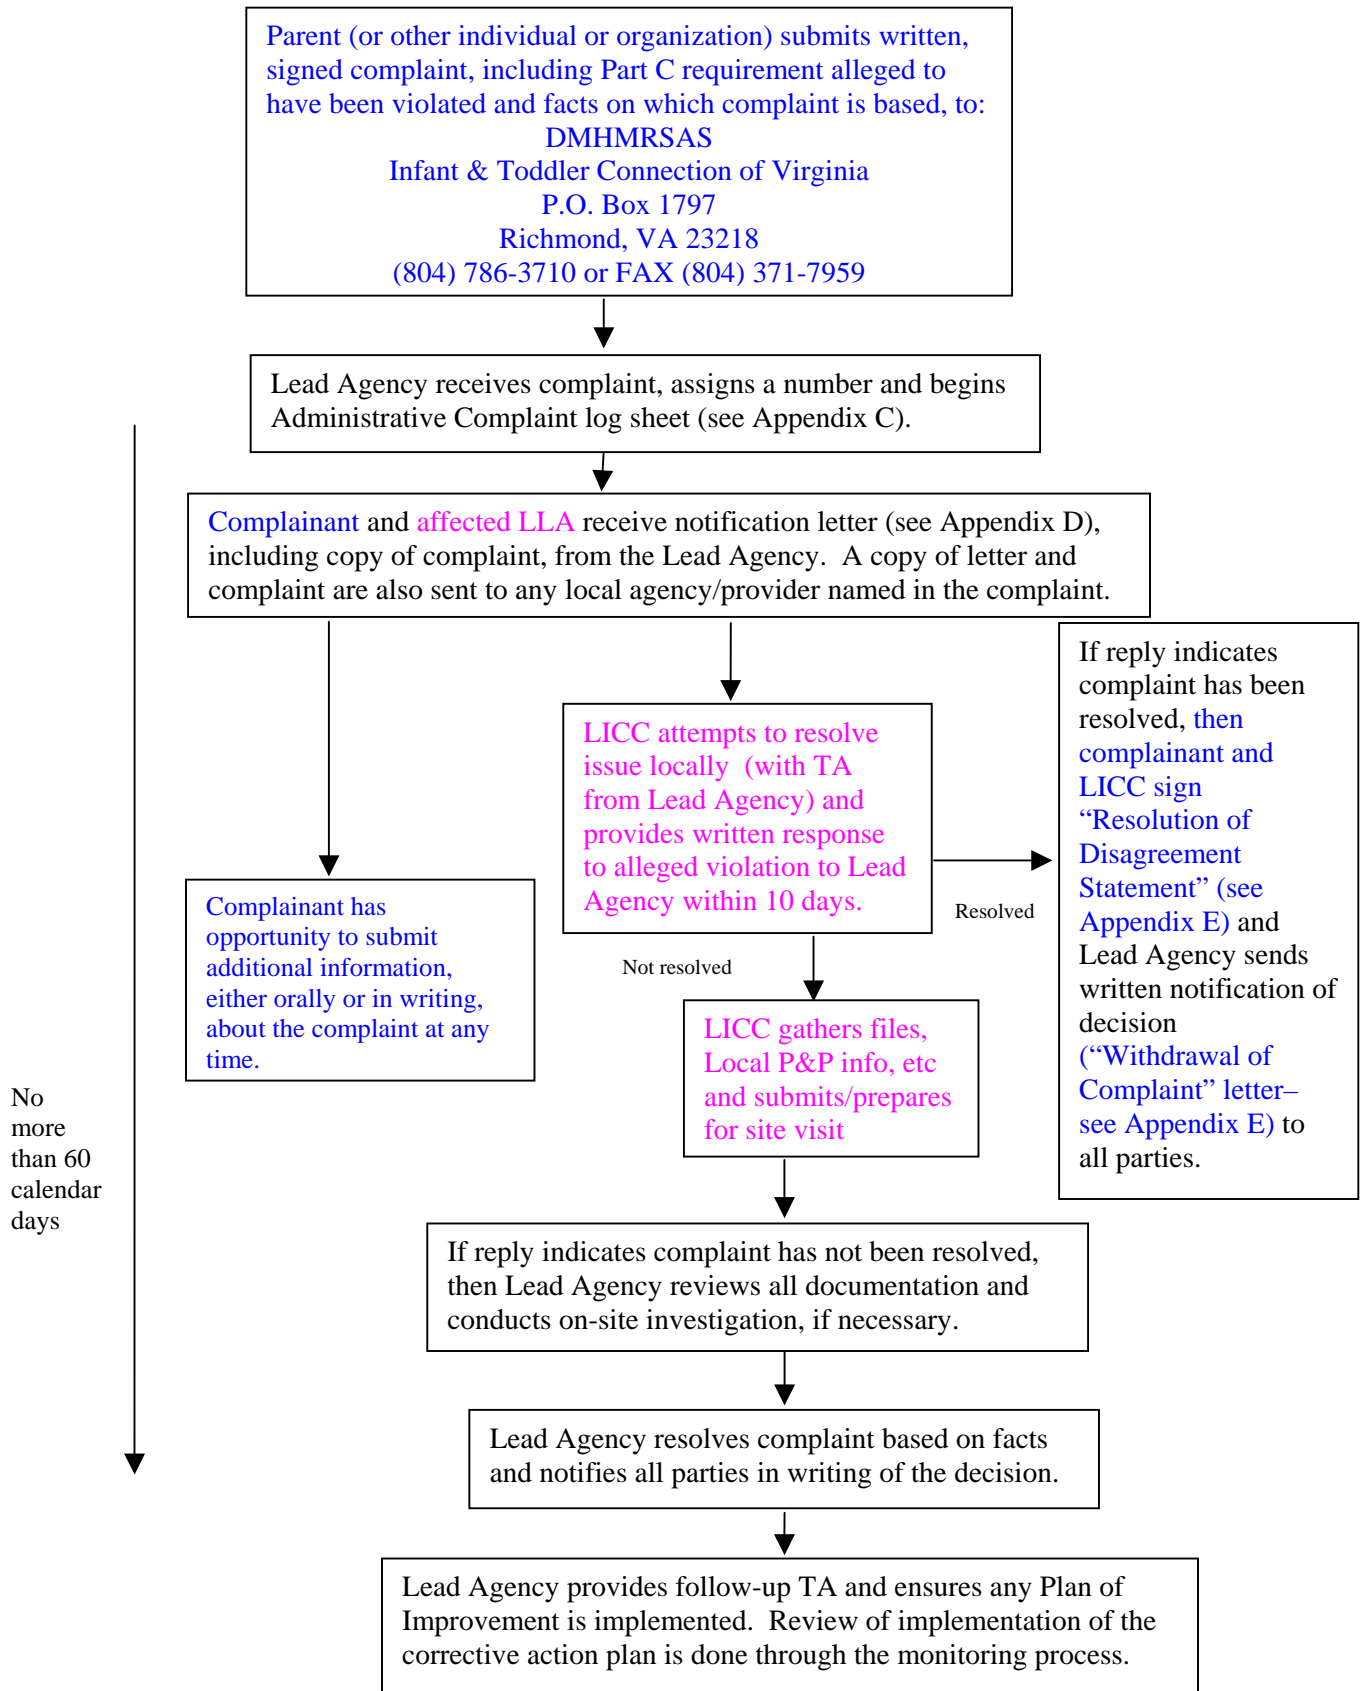 Parent (or other individual or organization) submits written,
signed complaint, including Part C requirement alleged to
have been violated and facts on which complaint is based, to:
DMHMRSAS
Infant & Toddler Connection of Virginia
P.O. Box 1797
Richmond, VA 23218
(804) 786-3710 or FAX (804) 371-7959
Lead Agency receives complaint, assigns a number and begins
Administrative Complaint log sheet (see Appendix C).
Complainant and affected LLA receive notification letter (see Appendix D),
including copy of complaint, from the Lead Agency.  A copy of letter and
complaint are also sent to any local agency/provider named in the complaint.
Complainant has
opportunity to submit
additional information,
either orally or in writing,
about the complaint at any
time.
LICC attempts to resolve
issue locally  (with TA
from Lead Agency) and
provides written response
to alleged violation to Lead
Agency within 10 days.
Resolved
If reply indicates
complaint has been
resolved, then
complainant and
LICC sign
“Resolution of
Disagreement
Statement” (see
Appendix E) and
Lead Agency sends
written notification of
decision
(“Withdrawal of
Complaint” letter–
see Appendix E) to
all parties.
Not resolved
LICC gathers files,
Local P&P info, etc
and submits/prepares
for site visit
No
more
than 60
calendar
days
If reply indicates complaint has not been resolved,
then Lead Agency reviews all documentation and
conducts on-site investigation, if necessary.
Lead Agency resolves complaint based on facts
and notifies all parties in writing of the decision.
Lead Agency provides follow-up TA and ensures any Plan of
Improvement is implemented.  Review of implementation of the
corrective action plan is done through the monitoring process.